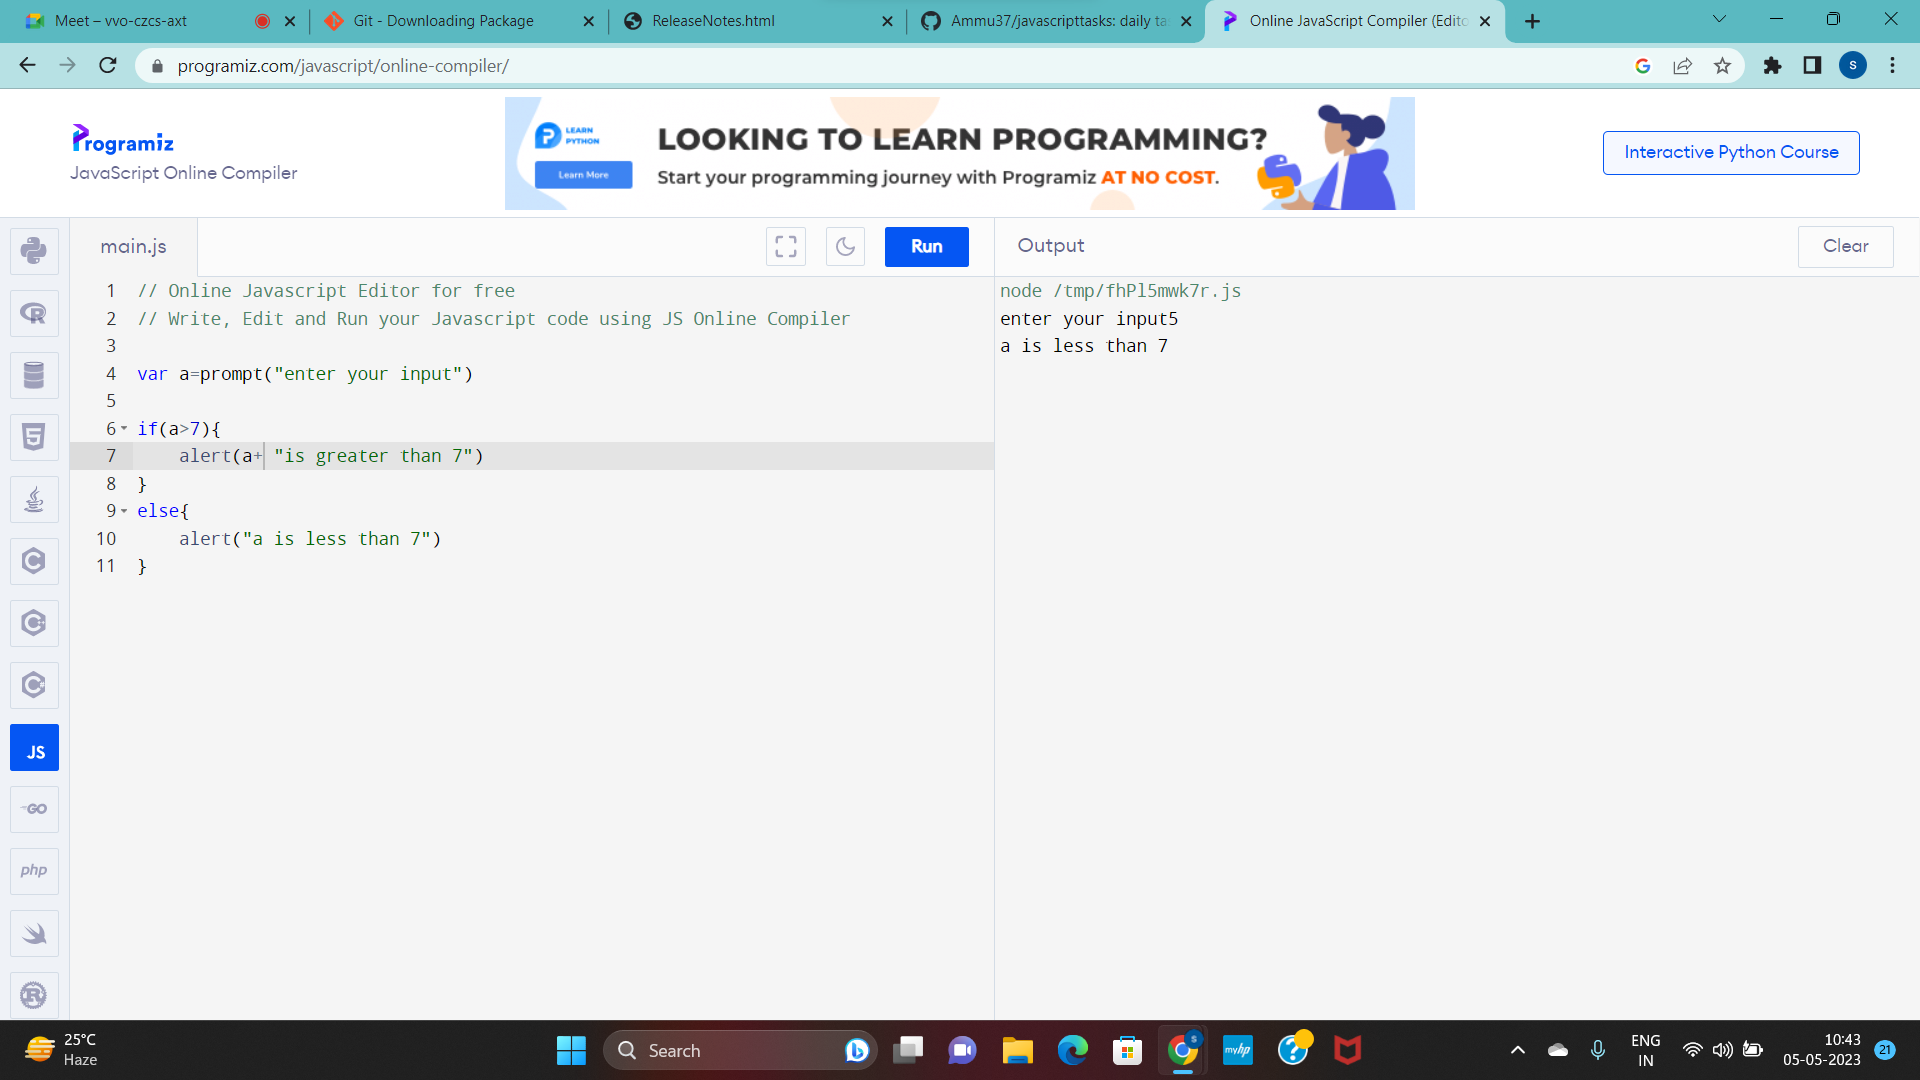 Meet – vvo-czcs-axt
Git - Downloading Package
ReleaseNotes.html
Ammu37/javascripttasks: daily ta
Online JavaScript Compiler (Edito
programiz.com/javascript/online-compiler/
S
Programiz
JavaScript Online Compiler
LEARN
PYTHON
Learn More
LOOKING TO LEARN PROGRAMMING?
Start your programming journey with Programiz AT NO COST.
Interactive Python Course
main.js
Run
Output
Clear
1 // Online Javascript Editor for free
2 // Write, Edit and Run your Javascript code using JS Online Compiler
3
4 var a=prompt("enter your input")
5
6 if(a>7){
7 alert(a+ "is greater than 7")
8 }
9 else{
10 alert("a is less than 7")
11 }
node /tmp/fhPl5mwk7r.js
enter your input5
a is less than 7
JS
GO
php
25°C
Haze
Search
myhp
ENG
IN
10:43
05-05-2023
21